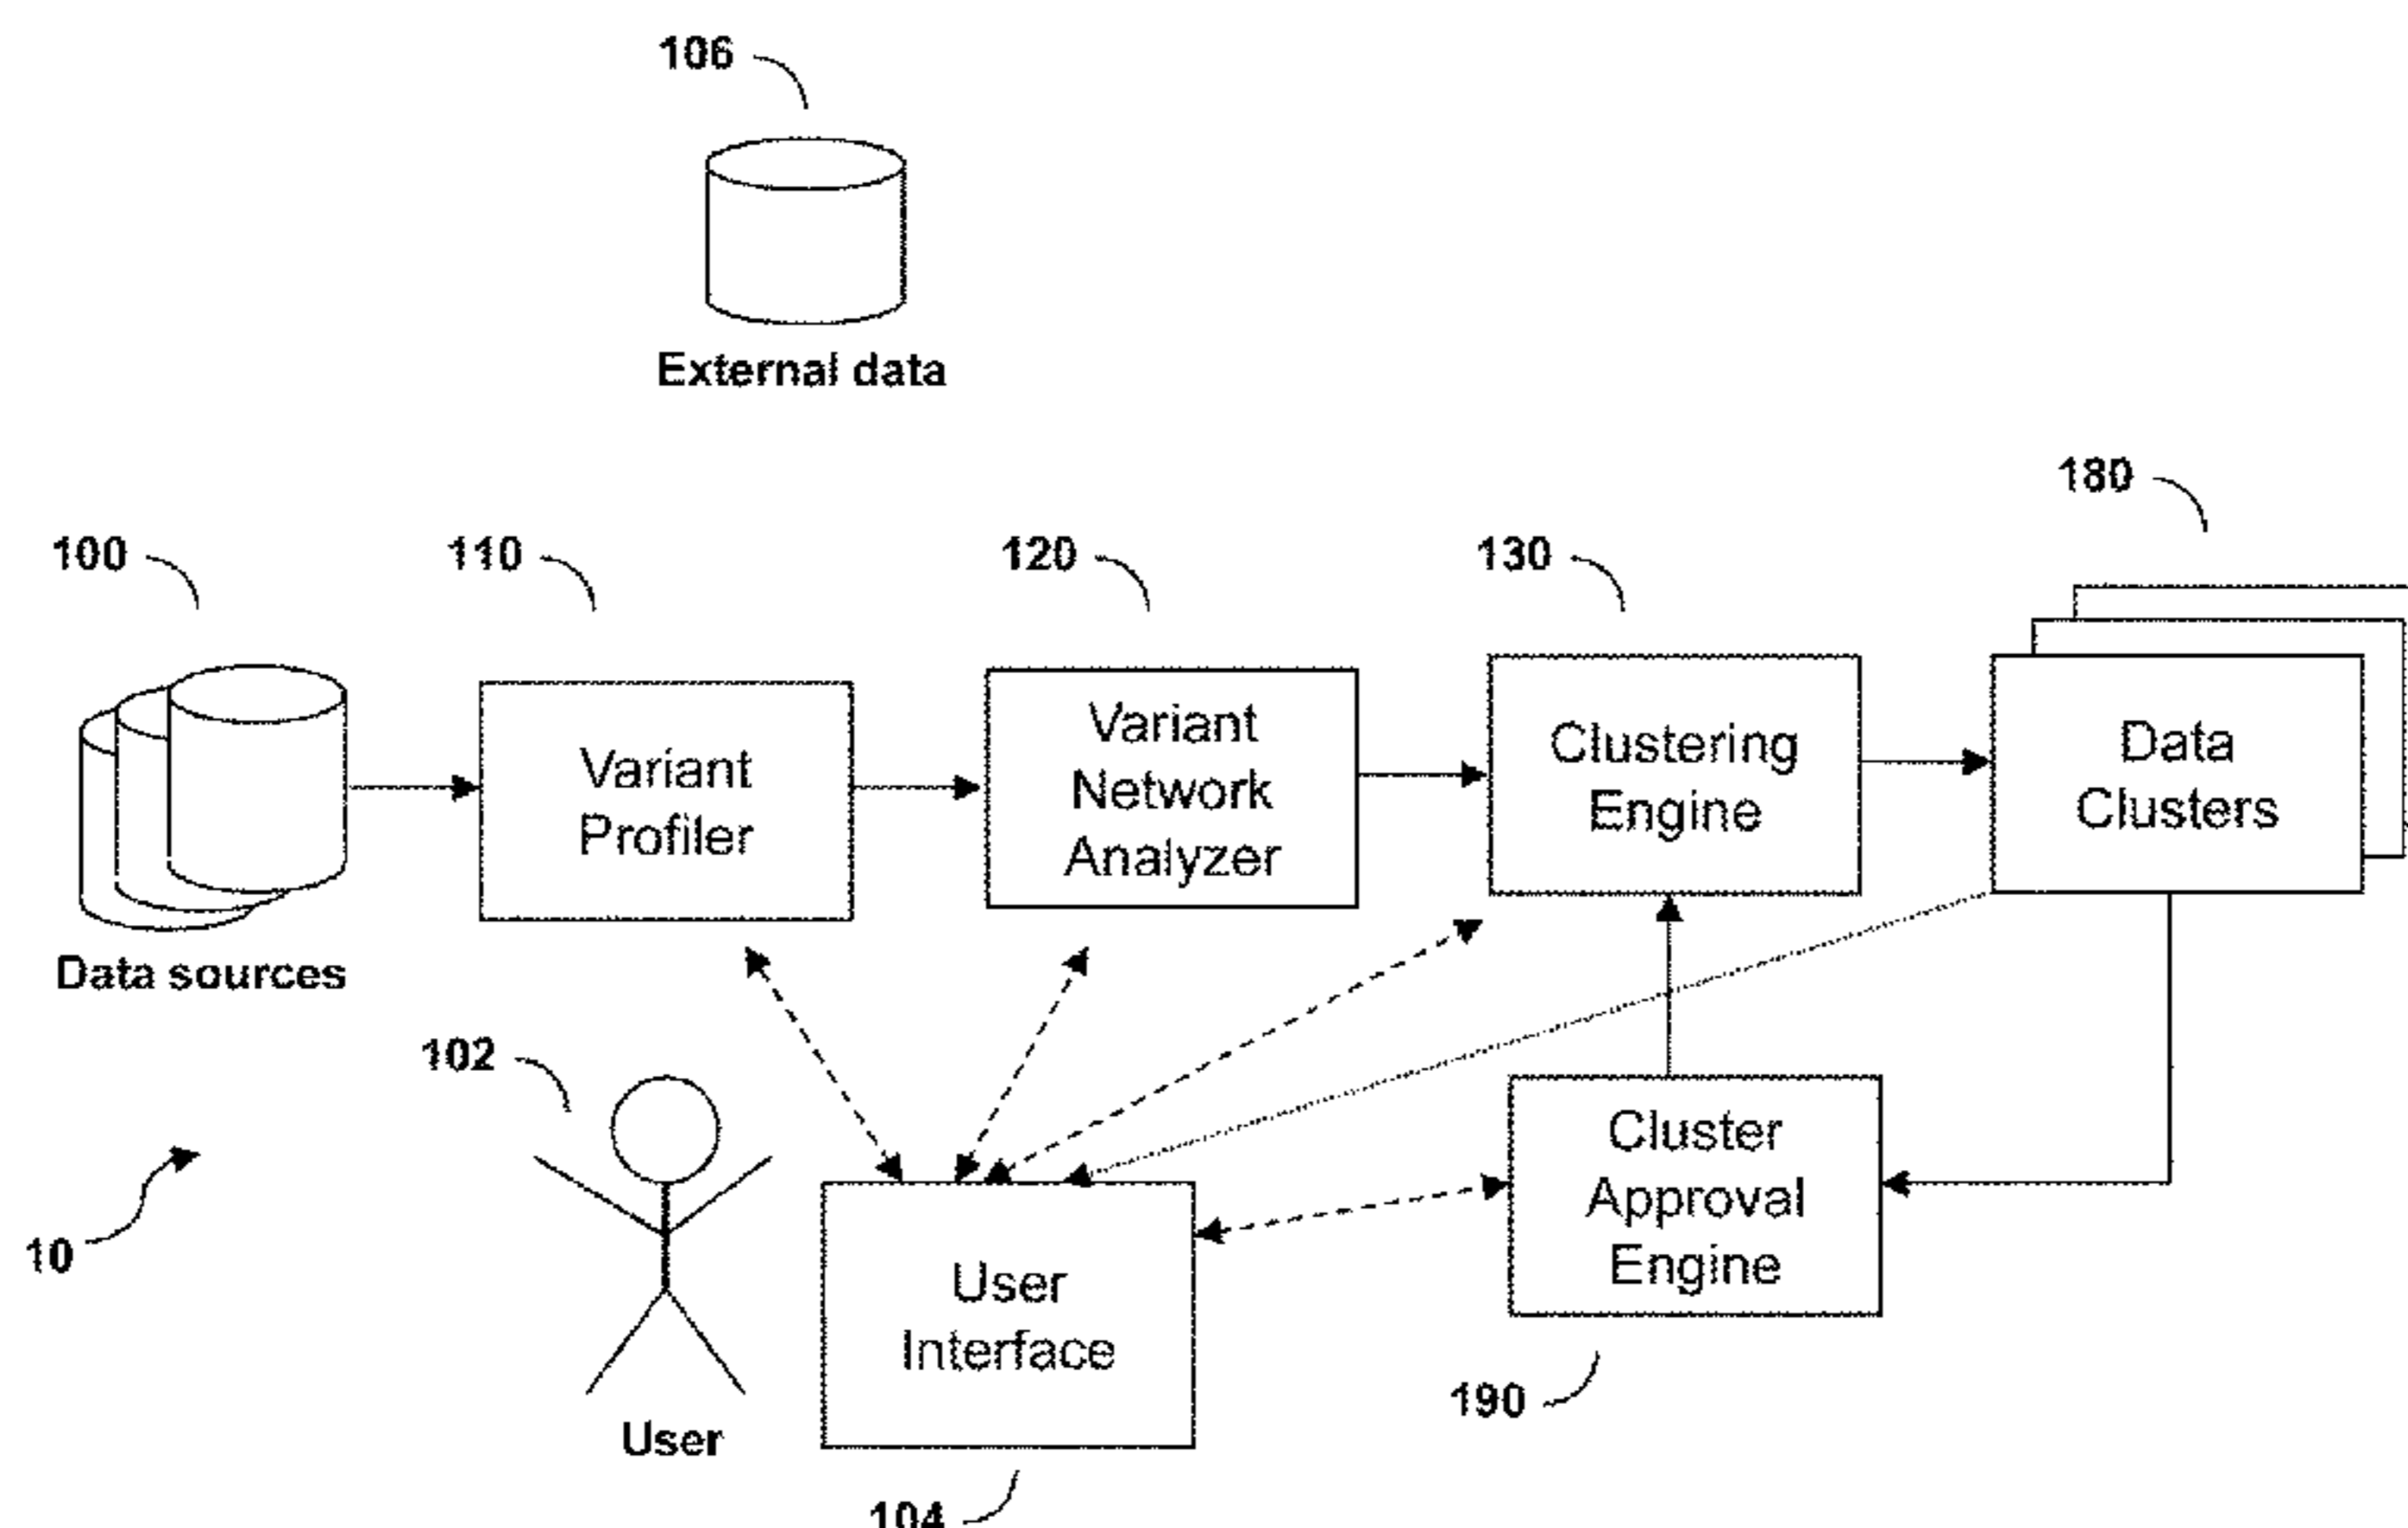 106
External data
180
100
110
120
130
Variant
Profiler
Variant
Network
Analyzer
Clustering
Engine
Data
Clusters
Data sources
102
10
User
User
Interface
Cluster
Approval
Engine
190
104